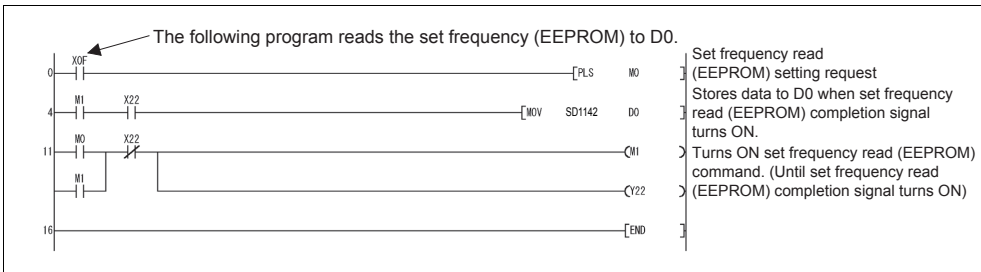 The following program reads the set frequency (EEPROM) to D0.
X0F
0
[PLS M0 ]
Set frequency read
(EEPROM) setting request
M1 X22
4
[MOV SD1142 D0 ]
Stores data to D0 when set frequency
read (EEPROM) completion signal
turns ON.
M0 X22
11
(M1 )
Turns ON set frequency read (EEPROM)
command. (Until set frequency read
(EEPROM) completion signal turns ON)
M1
(Y22 )
16
[END ]